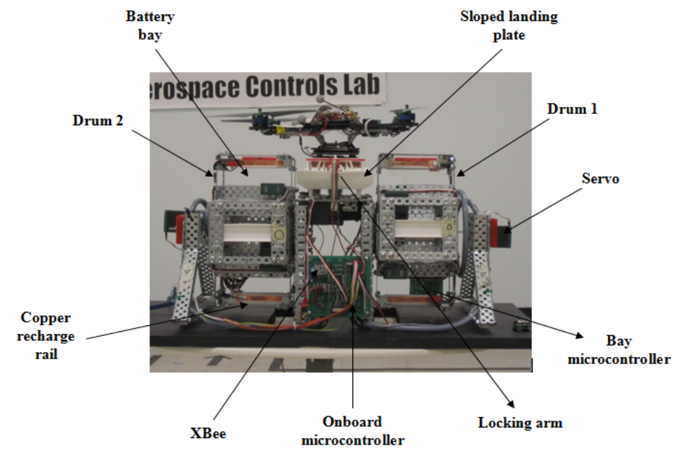 Battery
bay
Sloped landing
plate
erospace Controls Lab
Drum 2
Drum 1
Servo
Copper
recharge
rail
Bay
microcontroller
XBee
Onboard
microcontroller
Locking arm